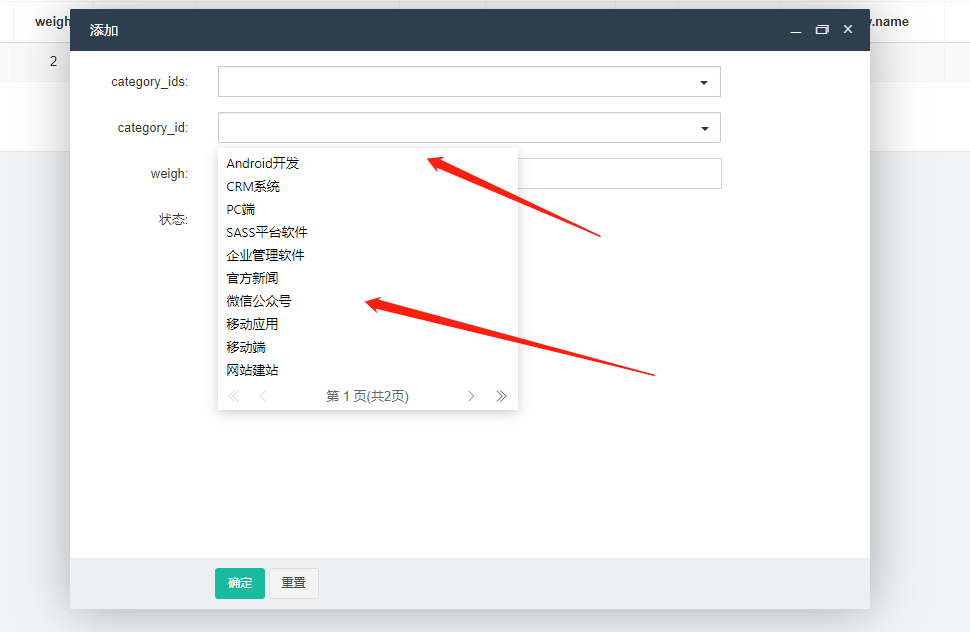 weigh
y.name
2
添加
category_ids:
category_id:
weigh:
状态:
Android开发
CRM系统
PC端
SASS平台软件
企业管理软件
官方新闻
微信公众号
移动应用
移动端
网站建站
第 1 页(共2页)
确定 重置